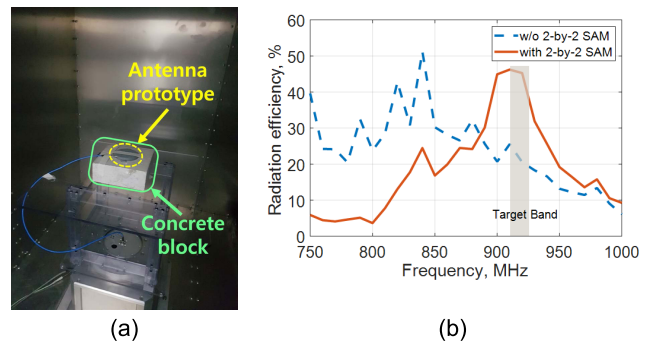 Antenna
prototype
Concrete
block
(a)
Radiation efficiency, %
60
50
40
30
20
10
0
w/o 2-by-2 SAM
with 2-by-2 SAM
Target Band
750
800
850
900
950
1000
Frequency, MHz
(b)